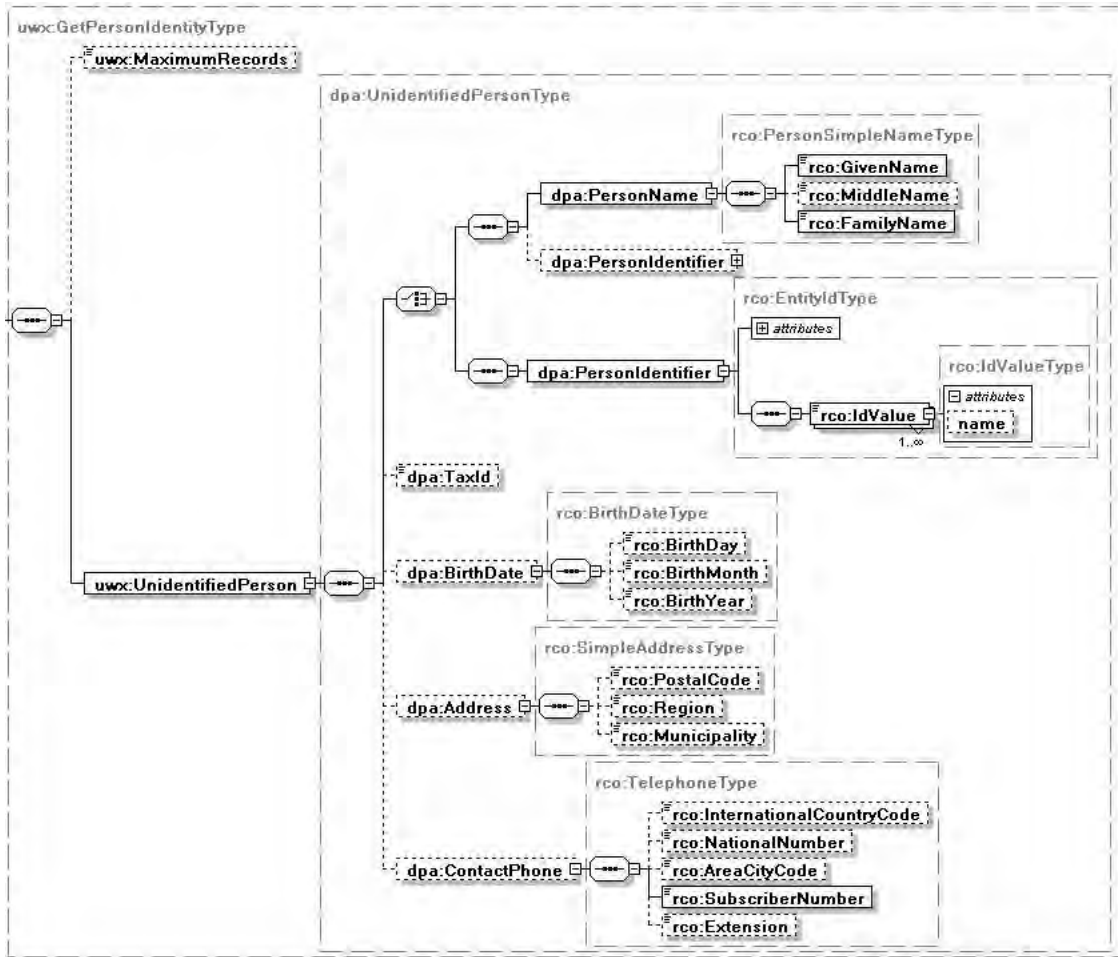 uwx:GetPersonIdentityType
uwx:MaximumRecords
dpa:UnidentifiedPersonType
rco:PersonSimpleNameType
rco:GivenName
dpa:PersonName
rco:MiddleName
rco:FamilyName
dpa:PersonIdentifier
rco:EntityIdType
attributes
rco:IdValueType
dpa:PersonIdentifier
attributes
rco:IdValue
name
1..∞
dpa:TaxId
rco:BirthDateType
rco:BirthDay
dpa:BirthDate
rco:BirthMonth
uwx:UnidentifiedPerson
rco:BirthYear
rco:SimpleAddressType
rco:PostalCode
dpa:Address
rco:Region
rco:Municipality
rco:TelephoneType
rco:InternationalCountryCode
rco:NationalNumber
dpa:ContactPhone
rco:AreaCityCode
rco:SubscriberNumber
rco:Extension